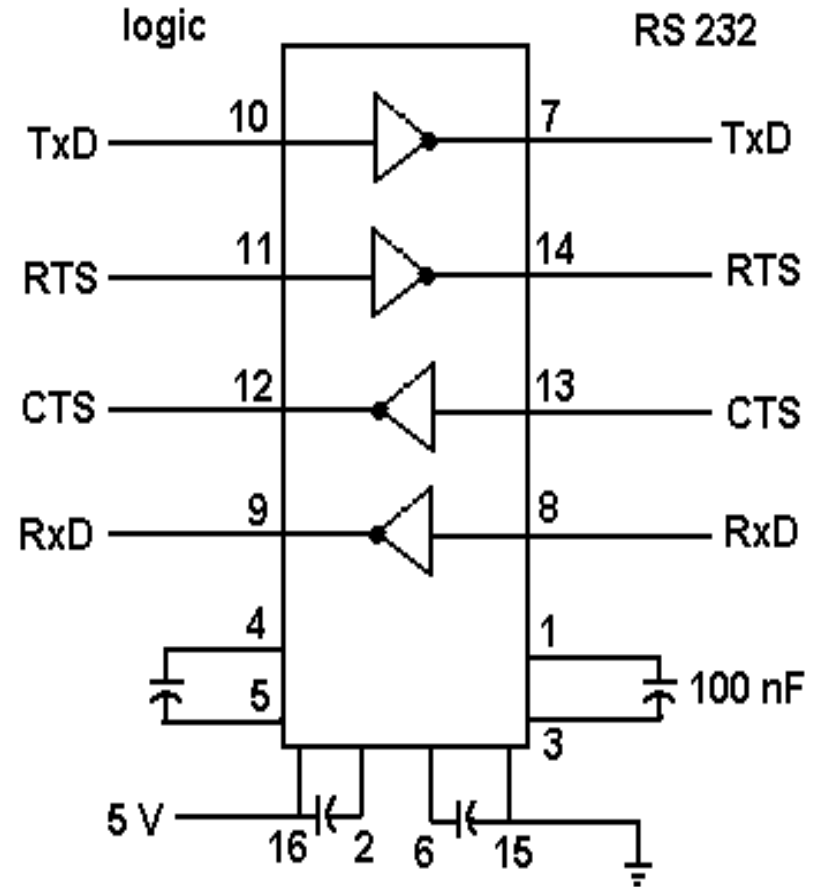 logic RS 232
TxD 10 7 TxD
RTS 11 14 RTS
CTS 12 13 CTS
RxD 9 8 RxD
4 1
5 100 nF
3
5 V 16 2 6 15